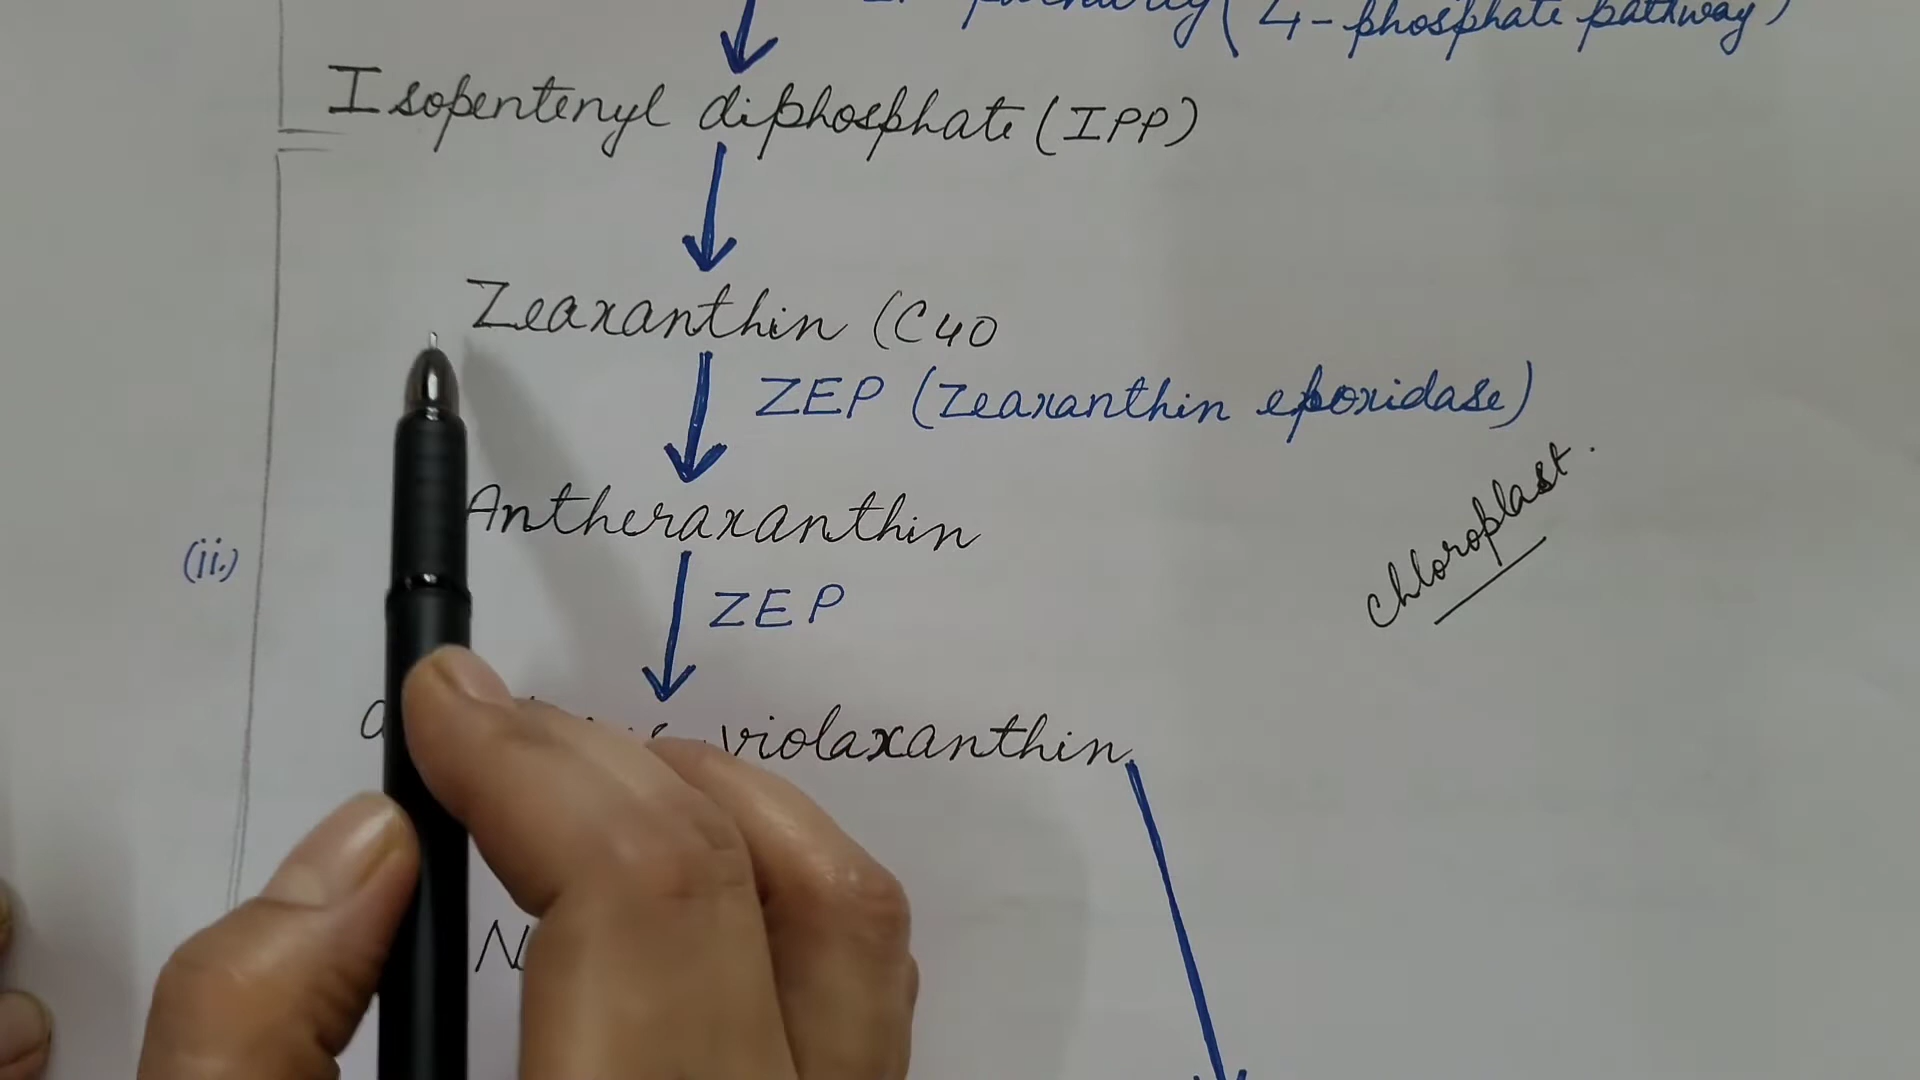 4-phosphate pathway)
Isopentenyl diphosphate (IPP)
Zeaxanthin (C40
ZEP (Zeaxanthin epoxidase)
Antheraxanthin
Chloroplast.
(ii.)
ZEP
violaxanthin